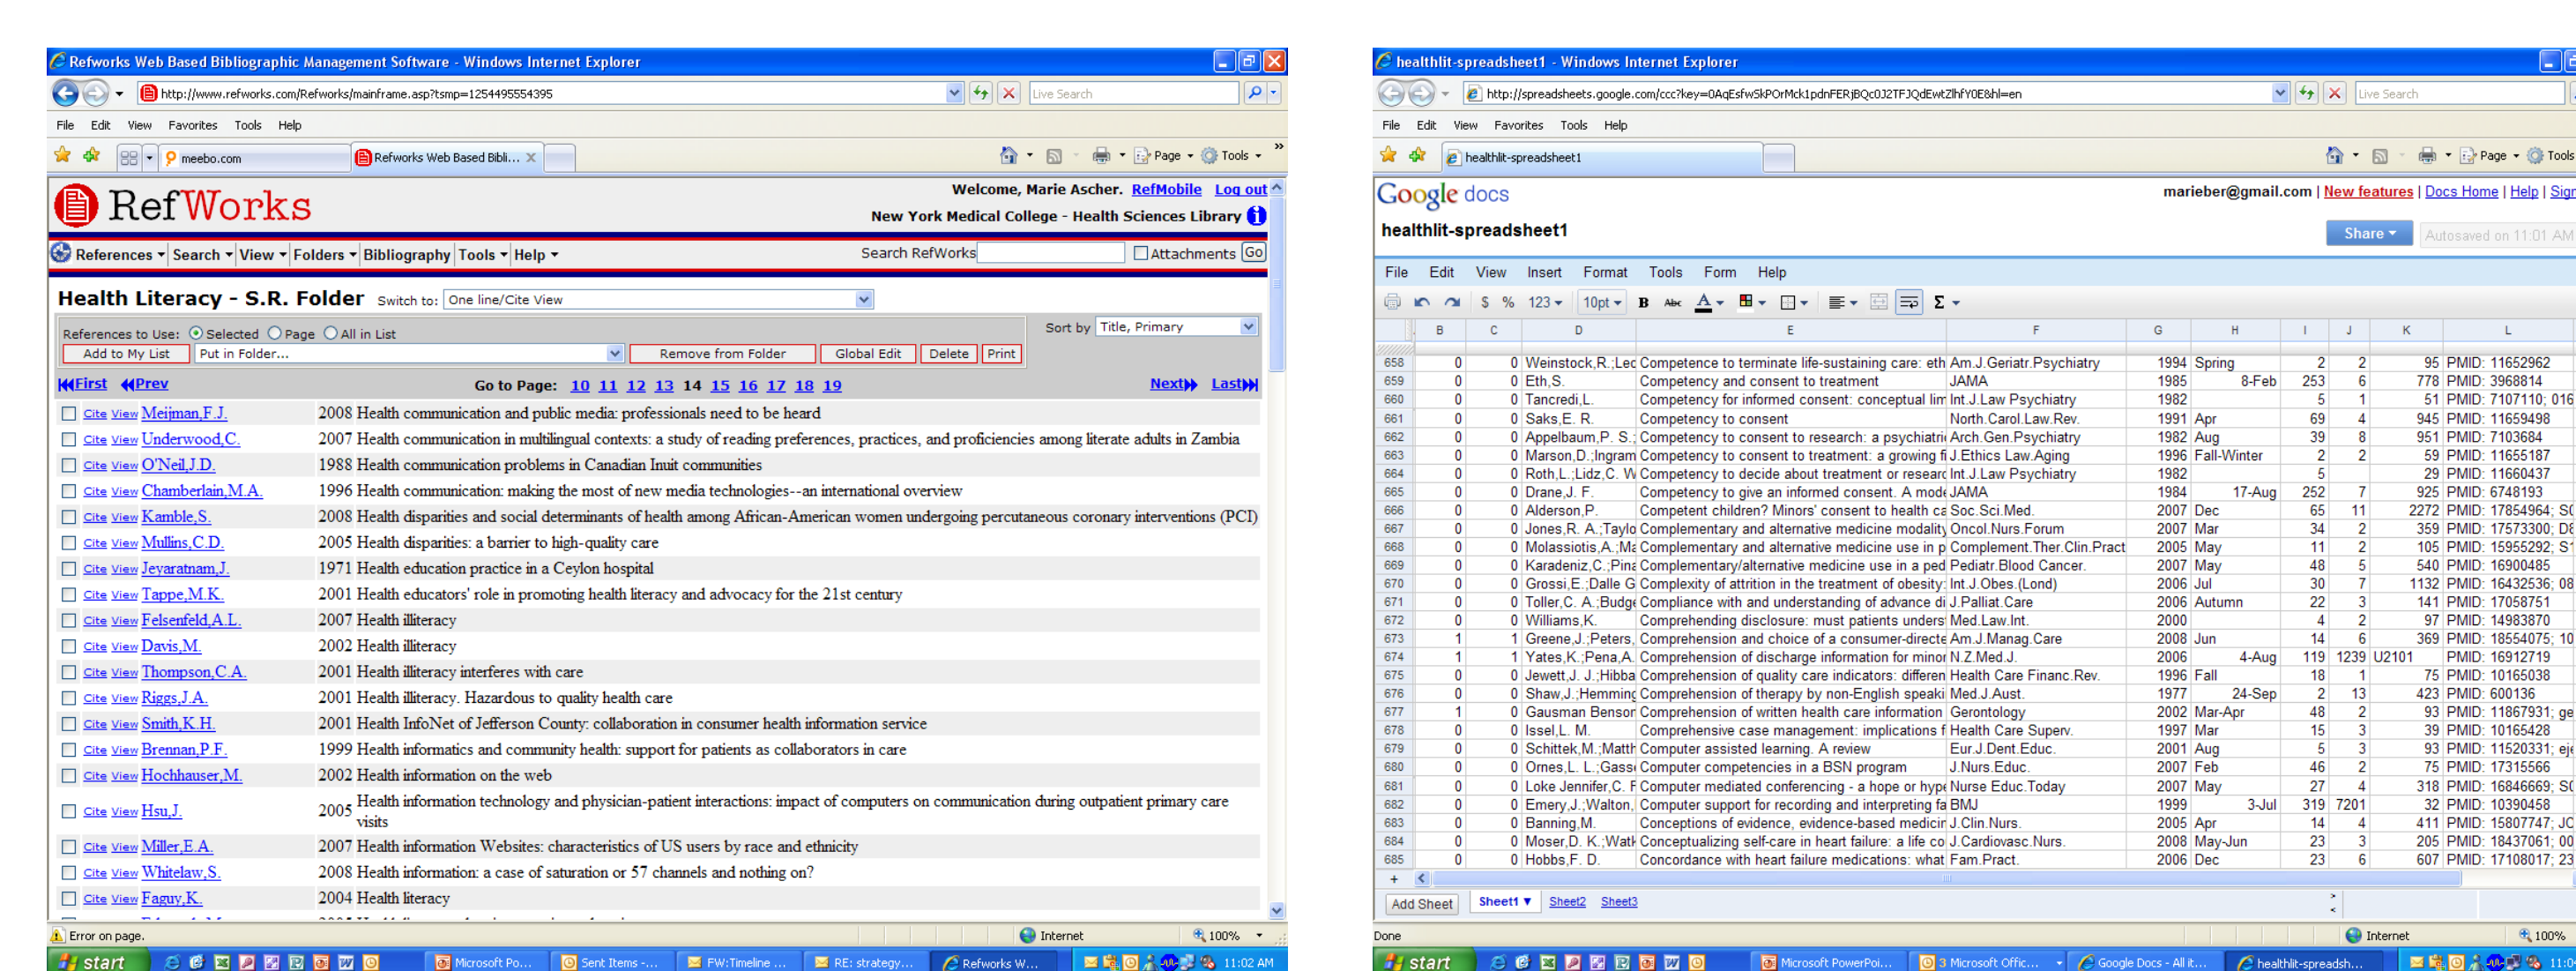 Refworks Web Based Bibliographic Management Software - Windows Internet Explorer
http://www.refworks.com/Refworks/mainframe.asp?tsmp=1254495554395
Live Search
File Edit View Favorites Tools Help
meebo.com
Refworks Web Based Bibli...
Page Tools
RefWorks
Welcome, Marie Ascher. RefMobile Log out
New York Medical College - Health Sciences Library
References Search View Folders Bibliography Tools Help
Search RefWorks Attachments Go
Health Literacy - S.R. Folder Switch to: One line/Cite View
References to Use: Selected Page All in List
Sort by Title, Primary
Add to My List Put in Folder... Remove from Folder Global Edit Delete Print
First Prev Go to Page: 10 11 12 13 14 15 16 17 18 19 Next Last
Cite View Meijman,F.J. 2008 Health communication and public media: professionals need to be heard
Cite View Underwood,C. 2007 Health communication in multilingual contexts: a study of reading preferences, practices, and proficiencies among literate adults in Zambia
Cite View O'Neil,J.D. 1988 Health communication problems in Canadian Inuit communities
Cite View Chamberlain,M.A. 1996 Health communication: making the most of new media technologies--an international overview
Cite View Kamble,S. 2008 Health disparities and social determinants of health among African-American women undergoing percutaneous coronary interventions (PCI)
Cite View Mullins,C.D. 2005 Health disparities: a barrier to high-quality care
Cite View Jeyaratnam,J. 1971 Health education practice in a Ceylon hospital
Cite View Tappe,M.K. 2001 Health educators' role in promoting health literacy and advocacy for the 21st century
Cite View Felsenfeld,A.L. 2007 Health illiteracy
Cite View Davis,M. 2002 Health illiteracy
Cite View Thompson,C.A. 2001 Health illiteracy interferes with care
Cite View Riggs,J.A. 2001 Health illiteracy. Hazardous to quality health care
Cite View Smith,K.H. 2001 Health InfoNet of Jefferson County: collaboration in consumer health information service
Cite View Brennan,P.F. 1999 Health informatics and community health: support for patients as collaborators in care
Cite View Hochhauser,M. 2002 Health information on the web
Cite View Hsu,J. 2005 Health information technology and physician-patient interactions: impact of computers on communication during outpatient primary care
visits
Cite View Miller,E.A. 2007 Health information Websites: characteristics of US users by race and ethnicity
Cite View Whitelaw,S. 2008 Health information: a case of saturation or 57 channels and nothing on?
Cite View Faguy,K. 2004 Health literacy
Error on page. Internet 100%
start Microsoft Po... Sent Items -... FW:Timeline ... RE: strategy... Refworks W... 11:02 AM
healthlit-spreadsheet1 - Windows Internet Explorer
http://spreadsheets.google.com/ccc?key=0AqEsfwSkPOrMck1pdnFERjBQc0J2TFJQdEwtZlhfY0E&hl=en
Live Search
File Edit View Favorites Tools Help
healthlit-spreadsheet1
Page Tools
Google docs
marieber@gmail.com | New features | Docs Home | Help | Sign
healthlit-spreadsheet1
Share Autosaved on 11:01 AM
File Edit View Insert Format Tools Form Help
$ % 123 10pt B Abc A Σ
B C D E F G H I J K L
658 0 0 Weinstock,R.;Leo Competence to terminate life-sustaining care: eth Am.J.Geriatr.Psychiatry 1994 Spring 2 2 95 PMID: 11652962
659 0 0 Eth,S. Competency and consent to treatment JAMA 1985 8-Feb 253 6 778 PMID: 3968814
660 0 0 Tancredi,L. Competency for informed consent: conceptual lim Int.J.Law Psychiatry 1982 5 1 51 PMID: 7107110; 016
661 0 0 Saks,E. R. Competency to consent North.Carol.Law.Rev. 1991 Apr 69 4 945 PMID: 11659498
662 0 0 Appelbaum,P. S.; Competency to consent to research: a psychiatric Arch.Gen.Psychiatry 1982 Aug 39 8 951 PMID: 7103684
663 0 0 Marson,D.;Ingram Competency to consent to treatment: a growing fi J.Ethics Law.Aging 1996 Fall-Winter 2 2 59 PMID: 11655187
664 0 0 Roth,L.;Lidz,C. W Competency to decide about treatment or researc Int.J.Law Psychiatry 1982 5 29 PMID: 11660437
665 0 0 Drane,J. F. Competency to give an informed consent. A mode JAMA 1984 17-Aug 252 7 925 PMID: 6748193
666 0 0 Alderson,P. Competent children? Minors' consent to health ca Soc.Sci.Med. 2007 Dec 65 11 2272 PMID: 17854964; S0
667 0 0 Jones,R. A.;Taylo Complementary and alternative medicine modality Oncol.Nurs.Forum 2007 Mar 34 2 359 PMID: 17573300; D8
668 0 0 Molassiotis,A.;Ma Complementary and alternative medicine use in p Complement.Ther.Clin.Pract 2005 May 11 2 105 PMID: 15955292; S1
669 0 0 Karadeniz,C.;Pina Complementary/alternative medicine use in a ped Pediatr.Blood Cancer. 2007 May 48 5 540 PMID: 16900485
670 0 0 Grossi,E.;Dalle G Complexity of attrition in the treatment of obesity: Int.J.Obes.(Lond) 2006 Jul 30 7 1132 PMID: 16432536; 08
671 0 0 Toller,C. A.;Budge Compliance with and understanding of advance di J.Palliat.Care 2006 Autumn 22 3 141 PMID: 17058751
672 0 0 Williams,K. Comprehending disclosure: must patients unders Med.Law.Int. 2000 4 2 97 PMID: 14983870
673 1 1 Greene,J.;Peters, Comprehension and choice of a consumer-directe Am.J.Manag.Care 2008 Jun 14 6 369 PMID: 18554075; 10
674 1 1 Yates,K.;Pena,A. Comprehension of discharge information for minor N.Z.Med.J. 2006 4-Aug 119 1239 U2101 PMID: 16912719
675 0 0 Jewett,J. J.;Hibba Comprehension of quality care indicators: differen Health Care Financ.Rev. 1996 Fall 18 1 75 PMID: 10165038
676 0 0 Shaw,J.;Hemming Comprehension of therapy by non-English speaki Med.J.Aust. 1977 24-Sep 2 13 423 PMID: 600136
677 1 0 Gausman Benson Comprehension of written health care information Gerontology 2002 Mar-Apr 48 2 93 PMID: 11867931; ge
678 0 0 Issel,L. M. Comprehensive case management: implications f Health Care Superv. 1997 Mar 15 3 39 PMID: 10165428
679 0 0 Schittek,M.;Matth Computer assisted learning. A review Eur.J.Dent.Educ. 2001 Aug 5 3 93 PMID: 11520331; eje
680 0 0 Ornes,L. L.;Gass Computer competencies in a BSN program J.Nurs.Educ. 2007 Feb 46 2 75 PMID: 17315566
681 0 0 Loke Jennifer,C. F Computer mediated conferencing - a hope or hype Nurse Educ.Today 2007 May 27 4 318 PMID: 16846669; S0
682 0 0 Emery,J.;Walton, Computer support for recording and interpreting fa BMJ 1999 3-Jul 319 7201 32 PMID: 10390458
683 0 0 Banning,M. Conceptions of evidence, evidence-based medicin J.Clin.Nurs. 2005 Apr 14 4 411 PMID: 15807747; JC
684 0 0 Moser,D. K.;Watk Conceptualizing self-care in heart failure: a life co J.Cardiovasc.Nurs. 2008 May-Jun 23 3 205 PMID: 18437061; 00
685 0 0 Hobbs,F. D. Concordance with heart failure medications: what Fam.Pract. 2006 Dec 23 6 607 PMID: 17108017; 23
Add Sheet Sheet1 Sheet2 Sheet3
Done Internet 100%
start Microsoft PowerPoi... 3 Microsoft Offic... Google Docs - All it... healthlit-spreadsh...